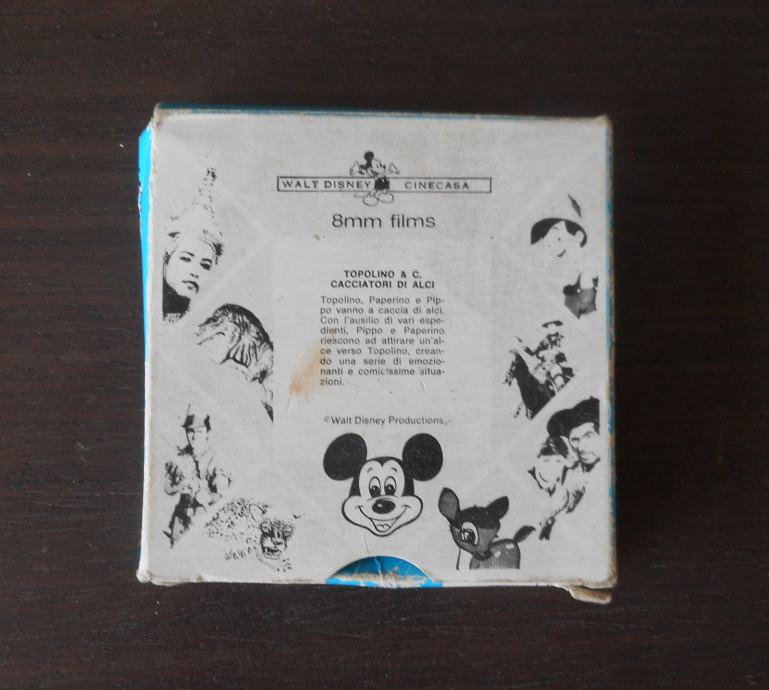 WALT DISNEY CINECASA
8mm films
TOPOLINO & C.
CACCIATORI DI ALCI
Topolino, Paperino e Pip-
po vanno a caccia di alci.
Con l'ausilio di vari espe-
dienti, Pippo e Paperino
riescono ad attirare un'al-
ce verso Topolino, crean-
do una serie di emozio-
nanti e comicissime situa-
zioni.
©Walt Disney Productions